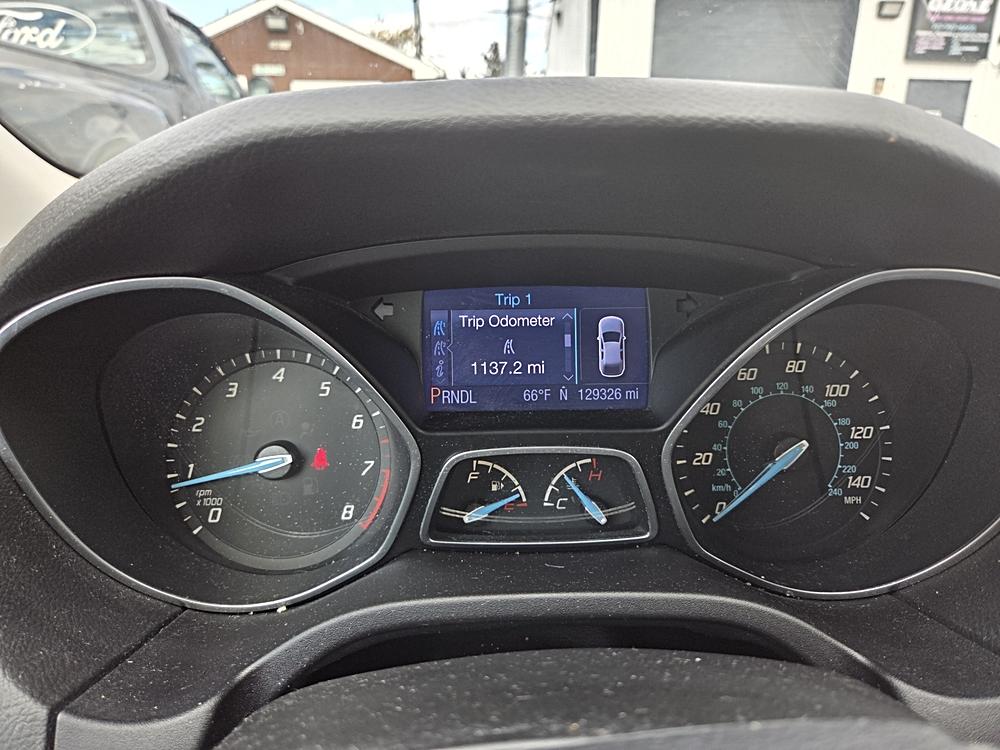 Ford
Trip 1
Trip Odometer
1137.2 mi
PRNDL 66°F N 129326 mi
0 1 2 3 4 5 6 7 8
rpm
x 1000
F E
H C
0 20 40 60 80 100 120 140
MPH
0 20 40 60 80 100 120 140 180 200 220 240
km/h